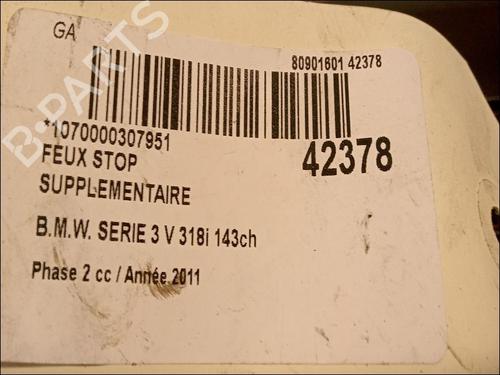 GA
80901601 42378
*1070000307951
42378
FEUX STOP
SUPPLEMENTAIRE
B.M.W. SERIE 3 V 318i 143ch
Phase 2 cc / Année 2011
B-PARTS